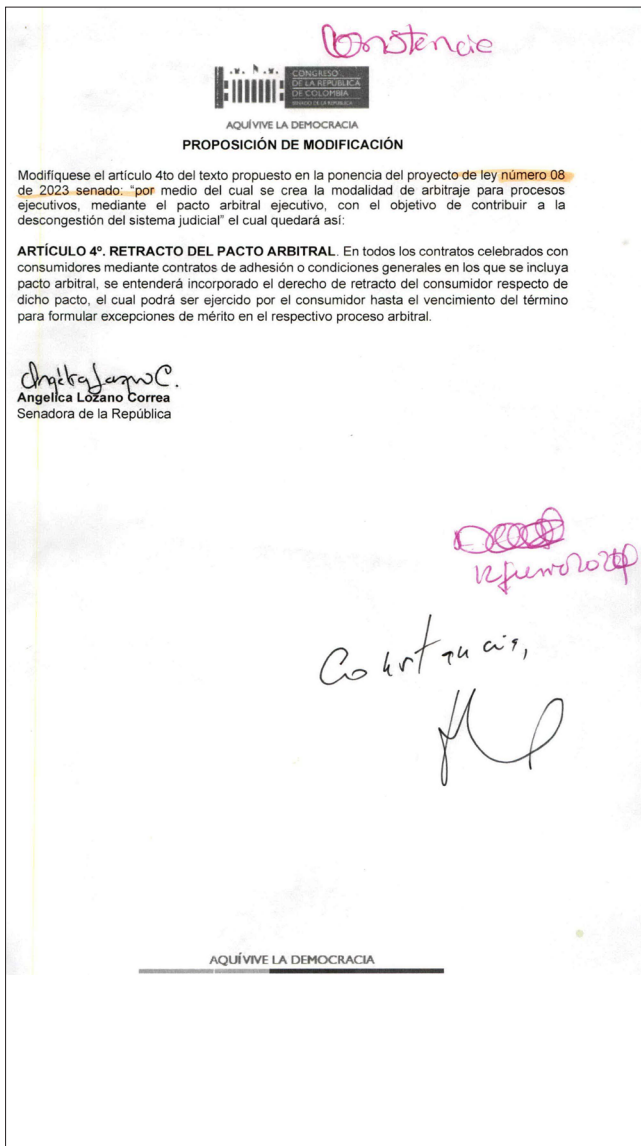 Constencie
CONGRESO
DE LA REPÚBLICA
DE COLOMBIA
SENADO DE LA REPÚBLICA
AQUÍ VIVE LA DEMOCRACIA
PROPOSICIÓN DE MODIFICACIÓN
Modifíquese el artículo 4to del texto propuesto en la ponencia del proyecto de ley número 08
de 2023 senado: "por medio del cual se crea la modalidad de arbitraje para procesos
ejecutivos, mediante el pacto arbitral ejecutivo, con el objetivo de contribuir a la
descongestión del sistema judicial" el cual quedará así:
ARTÍCULO 4º. RETRACTO DEL PACTO ARBITRAL. En todos los contratos celebrados con
consumidores mediante contratos de adhesión o condiciones generales en los que se incluya
pacto arbitral, se entenderá incorporado el derecho de retracto del consumidor respecto de
dicho pacto, el cual podrá ser ejercido por el consumidor hasta el vencimiento del término
para formular excepciones de mérito en el respectivo proceso arbitral.
Angélica Lozano C.
Angelica Lozano Correa
Senadora de la República
Constancia,
AQUÍ VIVE LA DEMOCRACIA